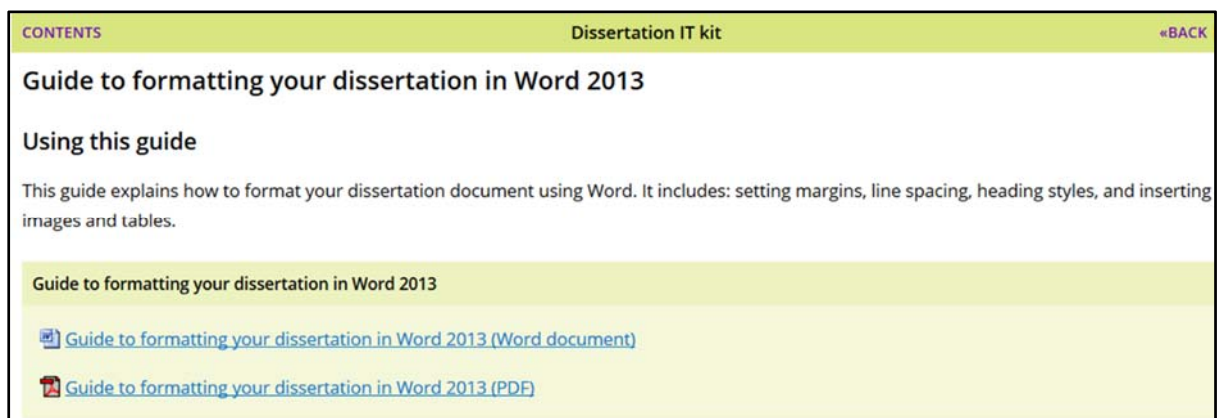 CONTENTS Dissertation IT kit «BACK
Guide to formatting your dissertation in Word 2013
Using this guide
This guide explains how to format your dissertation document using Word. It includes: setting margins, line spacing, heading styles, and inserting
images and tables.
Guide to formatting your dissertation in Word 2013
Guide to formatting your dissertation in Word 2013 (Word document)
Guide to formatting your dissertation in Word 2013 (PDF)